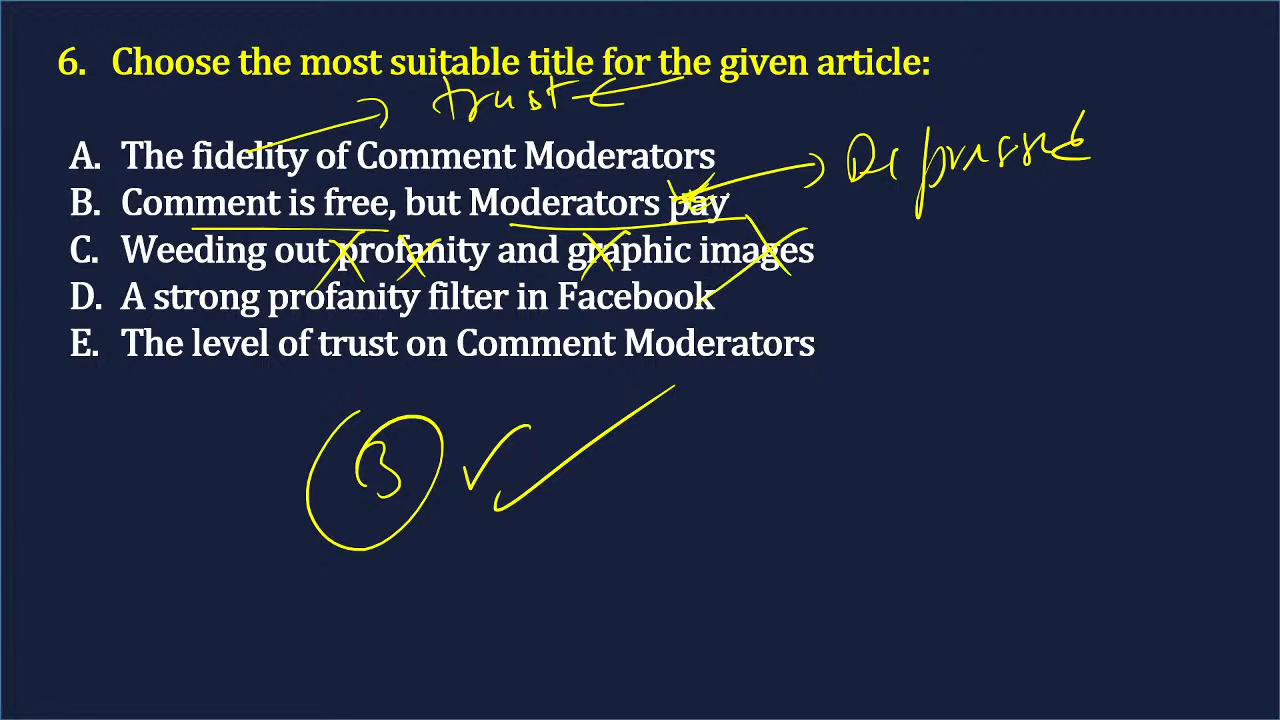 6. Choose the most suitable title for the given article:
trust
A. The fidelity of Comment Moderators
Depressed
B. Comment is free, but Moderators pay
C. Weeding out profanity and graphic images
D. A strong profanity filter in Facebook
E. The level of trust on Comment Moderators
B